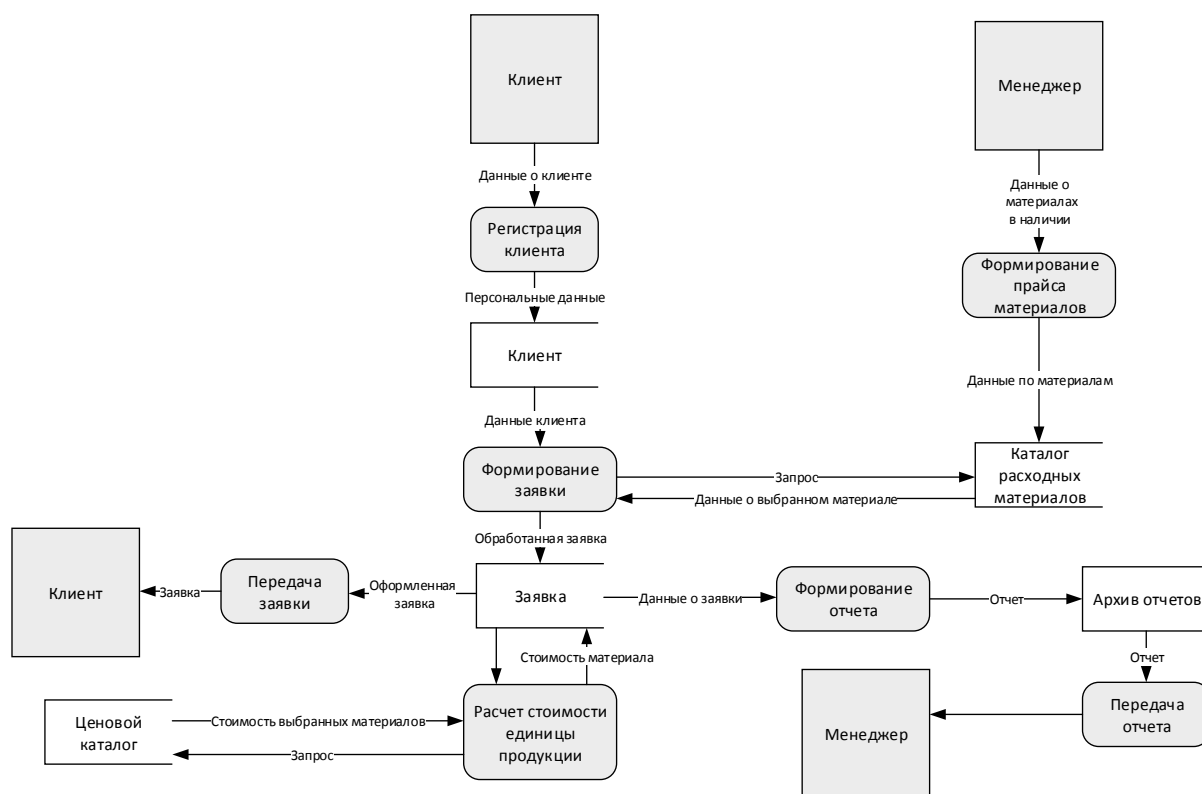 Клиент
Менеджер
Данные о клиенте
Данные о
материалах
в наличии
Регистрация
клиента
Формирование
прайса
материалов
Персональные данные
Клиент
Данные по материалам
Данные клиента
Формирование
заявки
Запрос
Данные о выбранном материале
Каталог
расходных
материалов
Обработанная заявка
Клиент
Заявка
Передача
заявки
Оформленная
заявка
Заявка
Данные о заявки
Формирование
отчета
Отчет
Архив отчетов
Стоимость материала
Отчет
Ценовой
каталог
Стоимость выбранных материалов
Запрос
Расчет стоимости
единицы
продукции
Менеджер
Передача
отчета